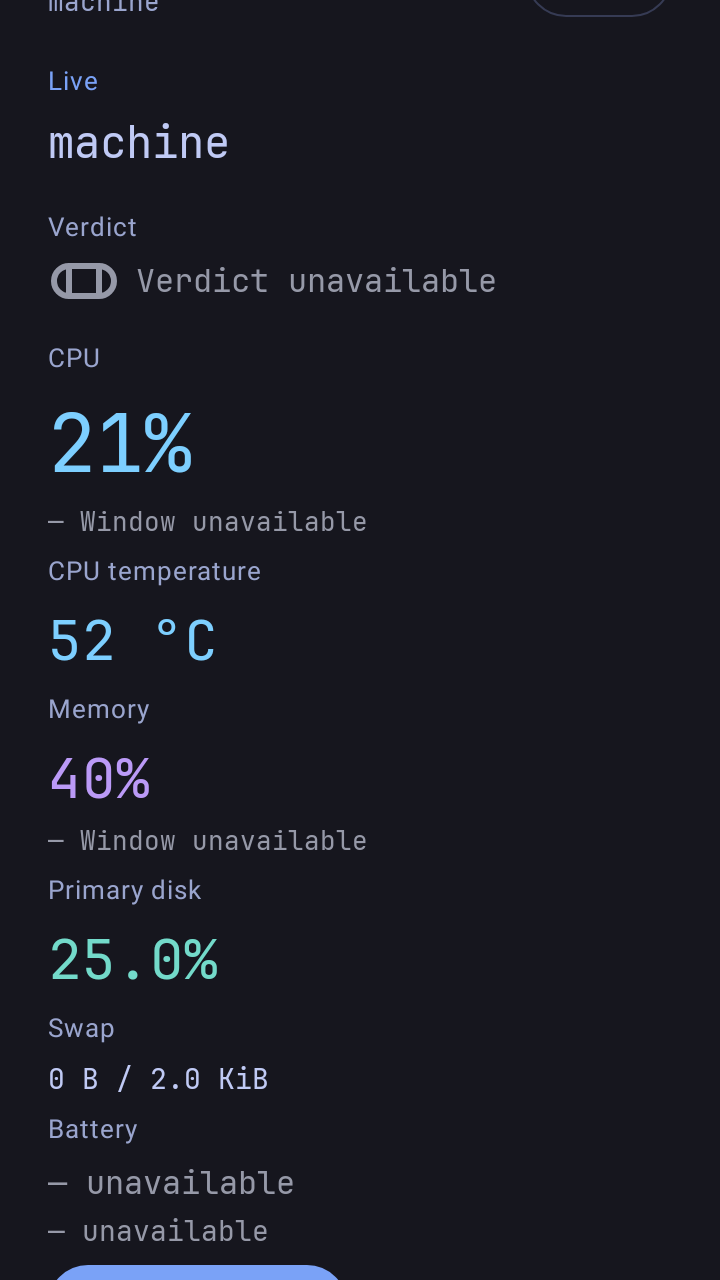 machine
Live
machine
Verdict
Verdict unavailable
CPU
21%
— Window unavailable
CPU temperature
52 °C
Memory
40%
— Window unavailable
Primary disk
25.0%
Swap
0 B / 2.0 KiB
Battery
— unavailable
— unavailable